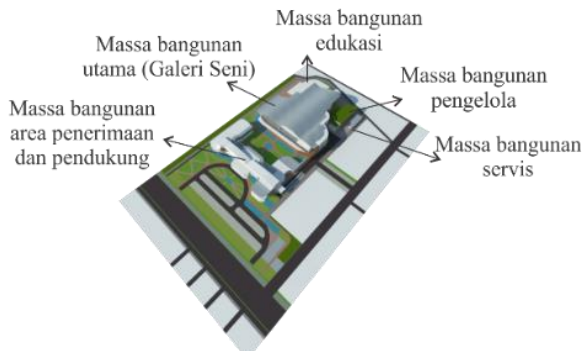 Massa bangunan
edukasi
Massa bangunan
utama (Galeri Seni)
Massa bangunan
pengelola
Massa bangunan
area penerimaan
dan pendukung
Massa bangunan
servis